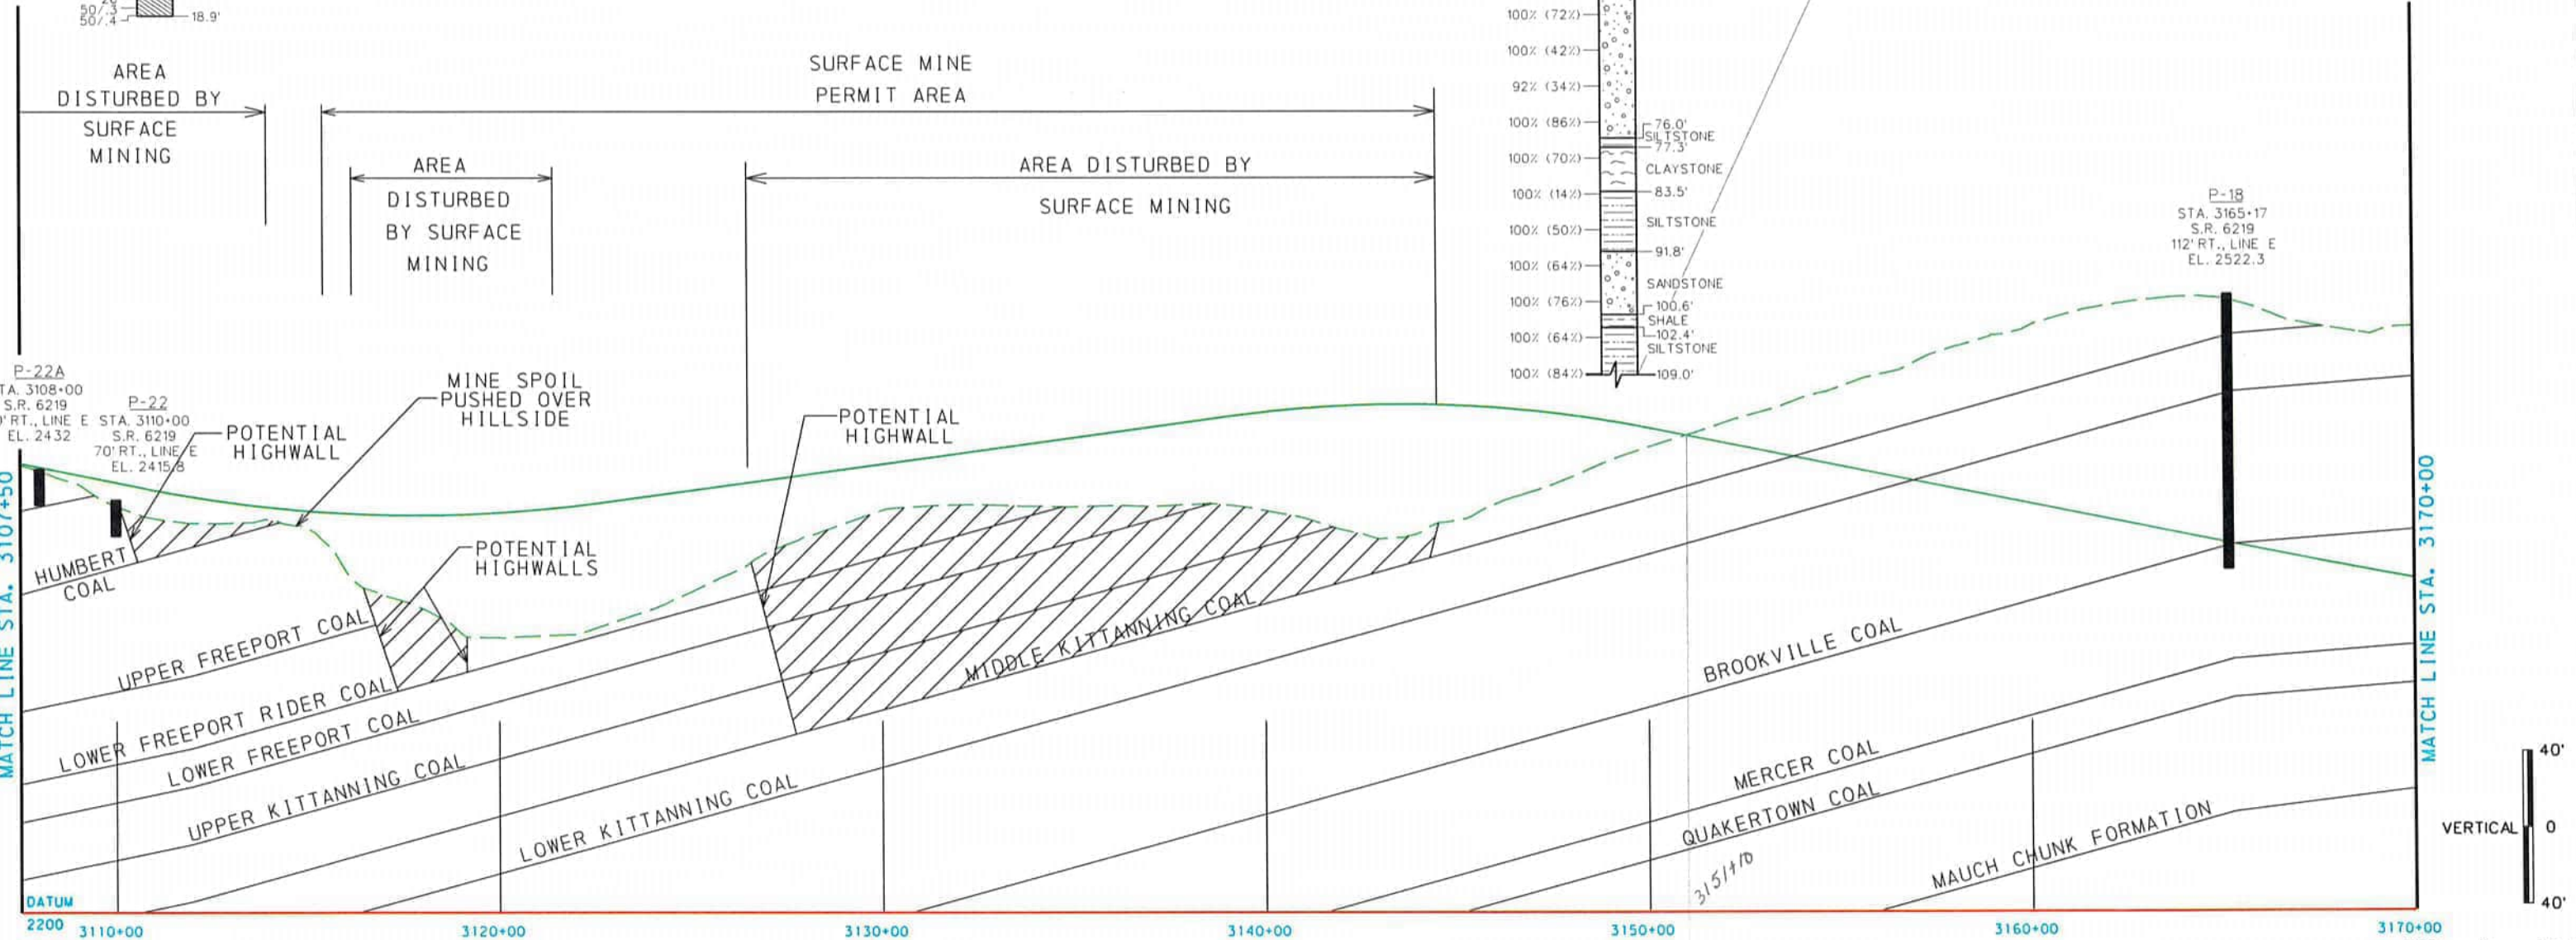 50/.3
50/.4
18.9'
AREA
DISTURBED BY
SURFACE
MINING
SURFACE MINE
PERMIT AREA
AREA
DISTURBED
BY SURFACE
MINING
AREA DISTURBED BY
SURFACE MINING
100% (72%)
100% (42%)
92% (34%)
100% (86%)
100% (70%)
100% (14%)
100% (50%)
100% (64%)
100% (76%)
100% (64%)
100% (84%)
76.0'
SILTSTONE
77.3'
CLAYSTONE
83.5'
SILTSTONE
91.8'
SANDSTONE
100.6'
SHALE
102.4'
SILTSTONE
109.0'
P-18
STA. 3165+17
S.R. 6219
112' RT., LINE E
EL. 2522.3
P-22A
TA. 3108+00
S.R. 6219
' RT., LINE E
EL. 2432
P-22
STA. 3110+00
S.R. 6219
70' RT., LINE E
EL. 2415.8
POTENTIAL
HIGHWALL
MINE SPOIL
PUSHED OVER
HILLSIDE
POTENTIAL
HIGHWALL
POTENTIAL
HIGHWALLS
HUMBERT
COAL
UPPER FREEPORT COAL
LOWER FREEPORT RIDER COAL
LOWER FREEPORT COAL
UPPER KITTANNING COAL
MIDDLE KITTANNING COAL
LOWER KITTANNING COAL
BROOKVILLE COAL
MERCER COAL
QUAKERTOWN COAL
MAUCH CHUNK FORMATION
3151+10
MATCH LINE STA. 3107+50
MATCH LINE STA. 3170+00
40'
VERTICAL 0
40'
DATUM
2200
3110+00
3120+00
3130+00
3140+00
3150+00
3160+00
3170+00